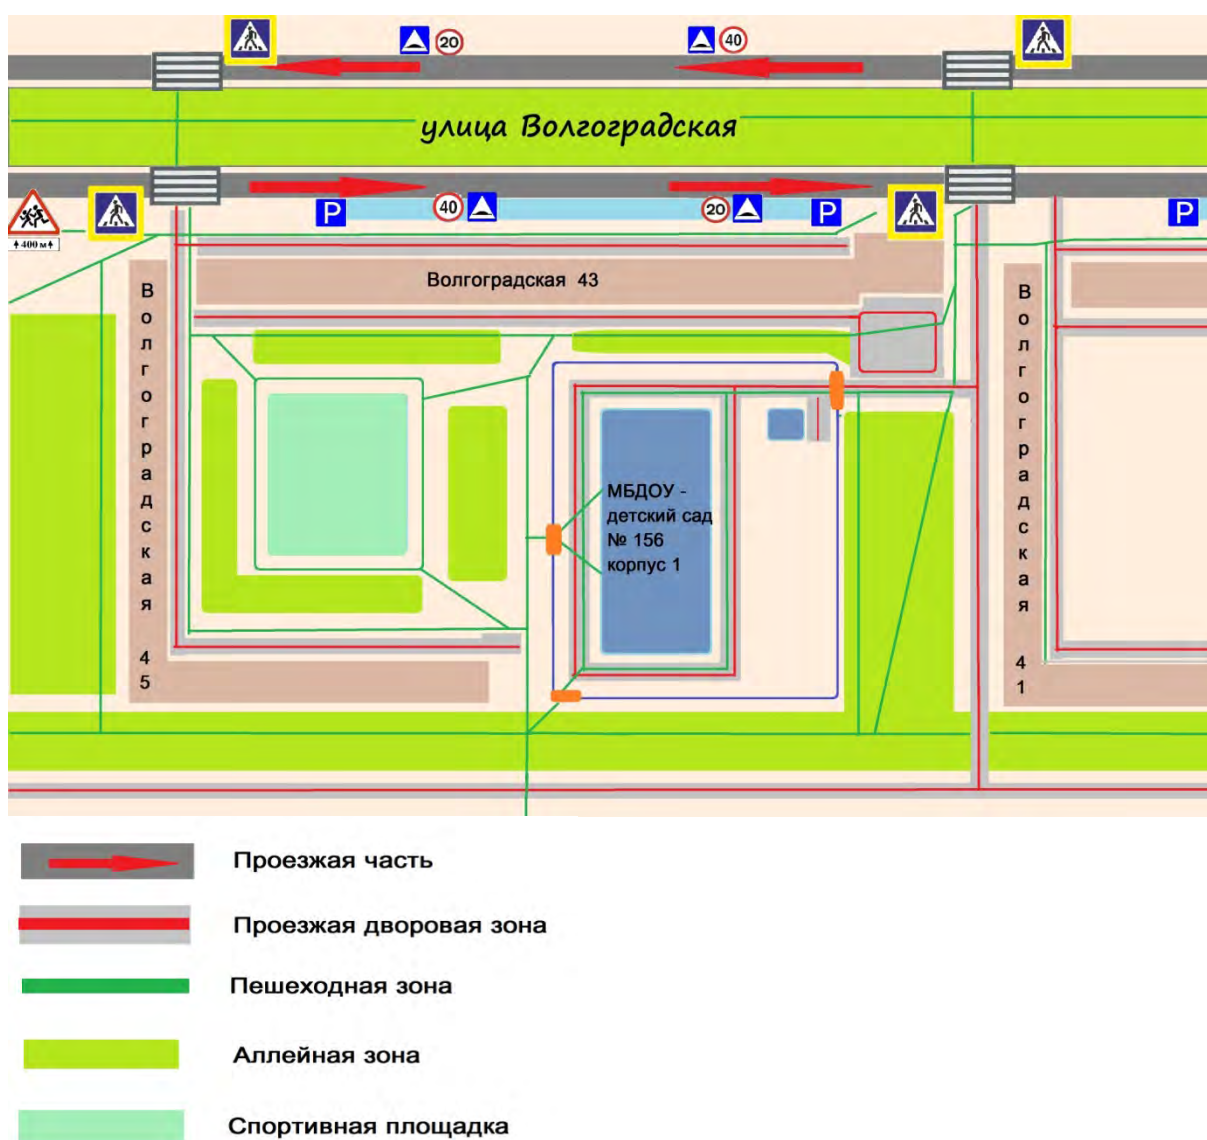 20
40
улица Волгоградская
400 м
P
40
20
P
P
Волгоградская 43
Волгоградская 45
Волгоградская 41
МБДОУ -
детский сад
№ 156
корпус 1
Проезжая часть
Проезжая дворовая зона
Пешеходная зона
Аллейная зона
Спортивная площадка